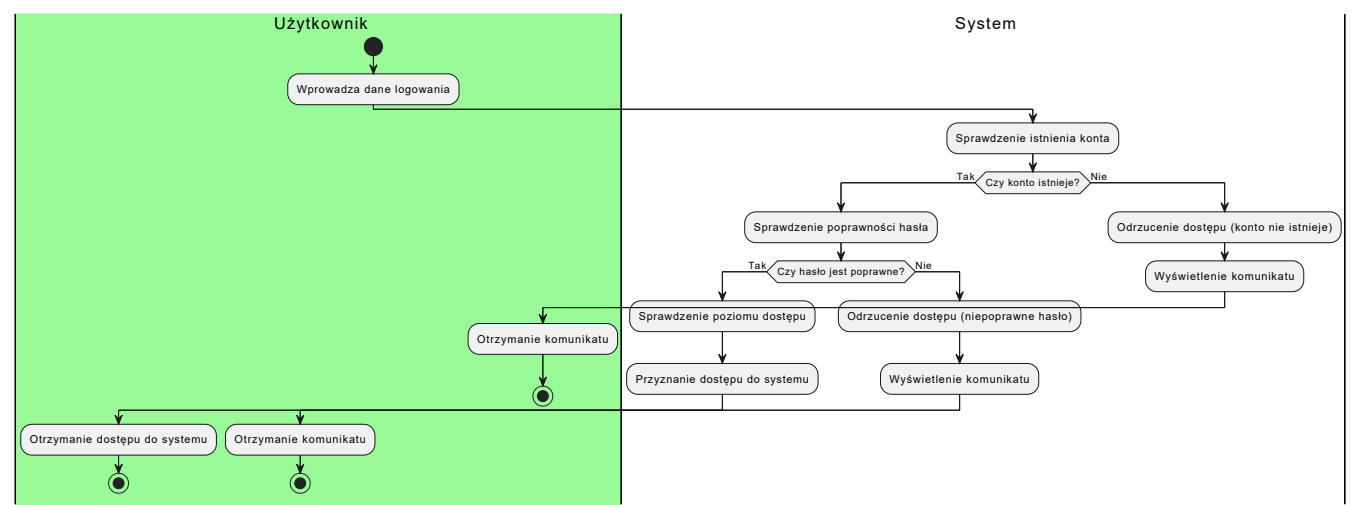 Użytkownik
System
Wprowadza dane logowania
Sprawdzenie istnienia konta
Tak
Czy konto istnieje?
Nie
Sprawdzenie poprawności hasła
Odrzucenie dostępu (konto nie istnieje)
Tak
Czy hasło jest poprawne?
Nie
Wyświetlenie komunikatu
Sprawdzenie poziomu dostępu
Odrzucenie dostępu (niepoprawne hasło)
Otrzymanie komunikatu
Przyznanie dostępu do systemu
Wyświetlenie komunikatu
Otrzymanie dostępu do systemu
Otrzymanie komunikatu